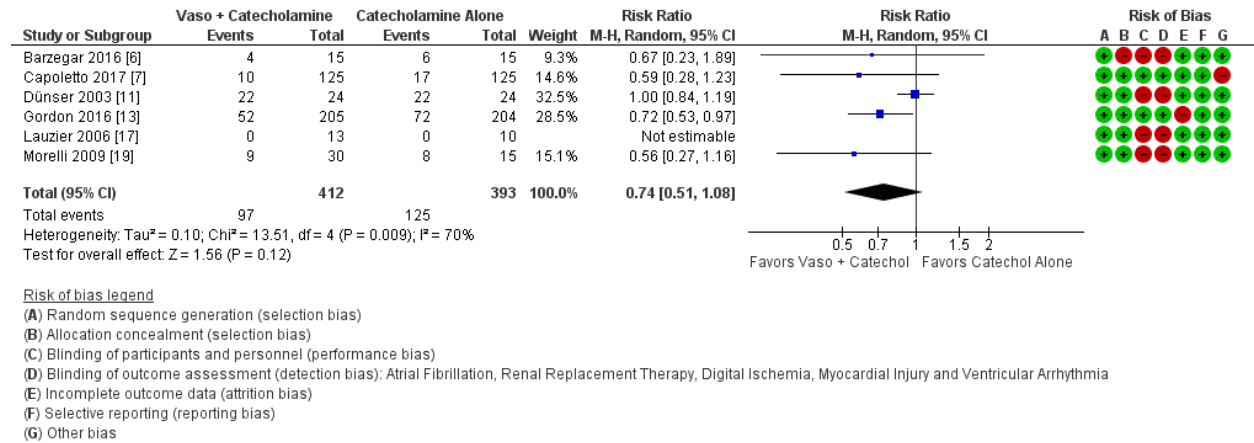 Vaso + Catecholamine Catecholamine Alone Risk Ratio Risk Ratio Risk of Bias
Study or Subgroup Events Total Events Total Weight M-H, Random, 95% CI M-H, Random, 95% CI A B C D E F G
Barzegar 2016 [6] 4 15 6 15 9.3% 0.67 [0.23, 1.89] + - - - + + +
Capoletto 2017 [7] 10 125 17 125 14.6% 0.59 [0.28, 1.23] + + + + + + -
Dünser 2003 [11] 22 24 22 24 32.5% 1.00 [0.84, 1.19] + + - - + + +
Gordon 2016 [13] 52 205 72 204 28.5% 0.72 [0.53, 0.97] + + + + - + +
Lauzier 2006 [17] 0 13 0 10 Not estimable + + - - + + +
Morelli 2009 [19] 9 30 8 15 15.1% 0.56 [0.27, 1.16] + + - - + + +
Total (95% CI) 412 393 100.0% 0.74 [0.51, 1.08]
Total events 97 125
Heterogeneity: Tau² = 0.10; Chi² = 13.51, df = 4 (P = 0.009); I² = 70%
Test for overall effect: Z = 1.56 (P = 0.12)
0.5 0.7 1 1.5 2
Favors Vaso + Catechol Favors Catechol Alone
Risk of bias legend
(A) Random sequence generation (selection bias)
(B) Allocation concealment (selection bias)
(C) Blinding of participants and personnel (performance bias)
(D) Blinding of outcome assessment (detection bias): Atrial Fibrillation, Renal Replacement Therapy, Digital Ischemia, Myocardial Injury and Ventricular Arrhythmia
(E) Incomplete outcome data (attrition bias)
(F) Selective reporting (reporting bias)
(G) Other bias